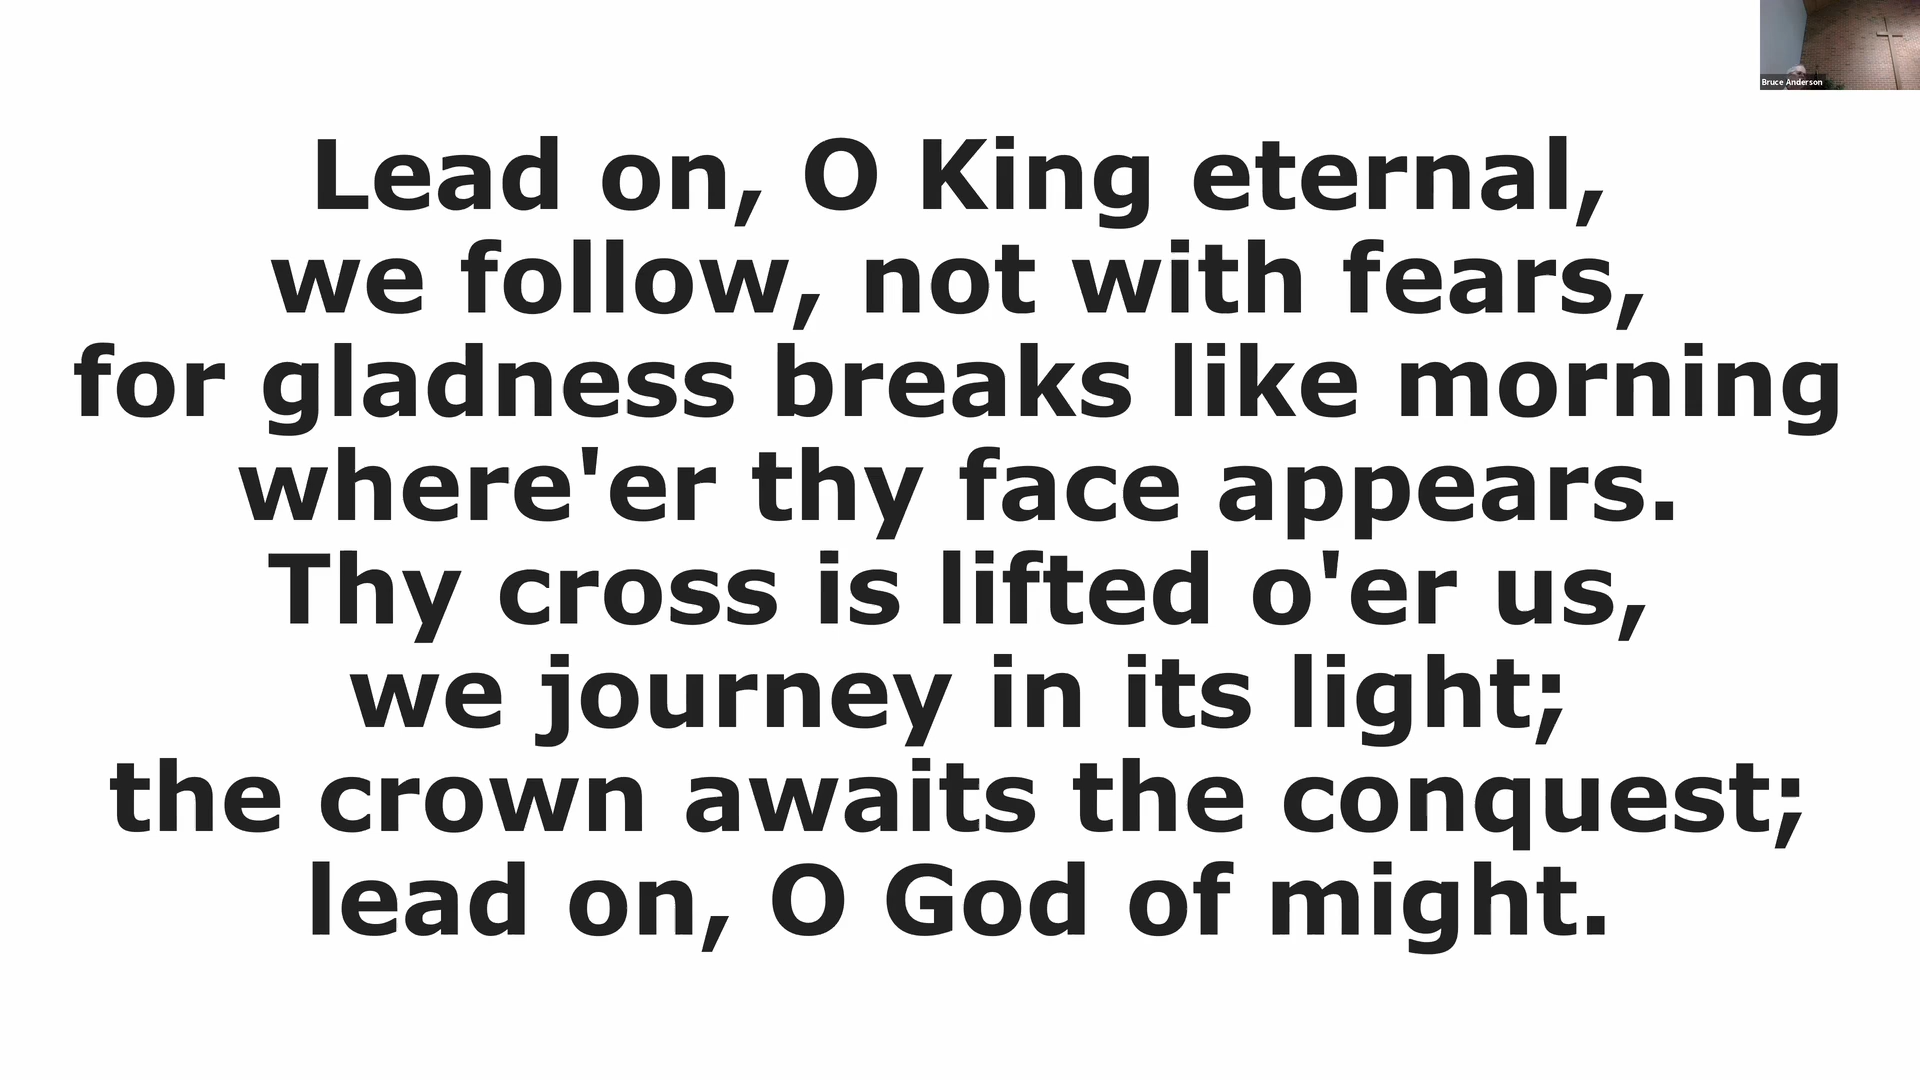 Bruce Anderson
Lead on, O King eternal,
we follow, not with fears,
for gladness breaks like morning
where'er thy face appears.
Thy cross is lifted o'er us,
we journey in its light;
the crown awaits the conquest;
lead on, O God of might.